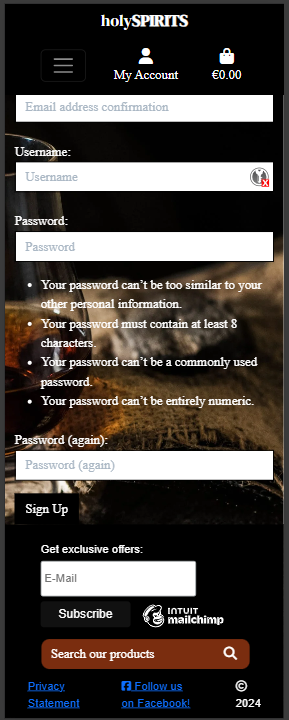 holySPIRITS
My Account
€0.00
Email address confirmation
Username:
Username
Password:
Password
Your password can’t be too similar to your
other personal information.
Your password must contain at least 8
characters.
Your password can’t be a commonly used
password.
Your password can’t be entirely numeric.
Password (again):
Password (again)
Sign Up
Get exclusive offers:
E-Mail
Subscribe
INTUIT
mailchimp
Search our products
Privacy
Statement
Follow us
on Facebook!
©
2024